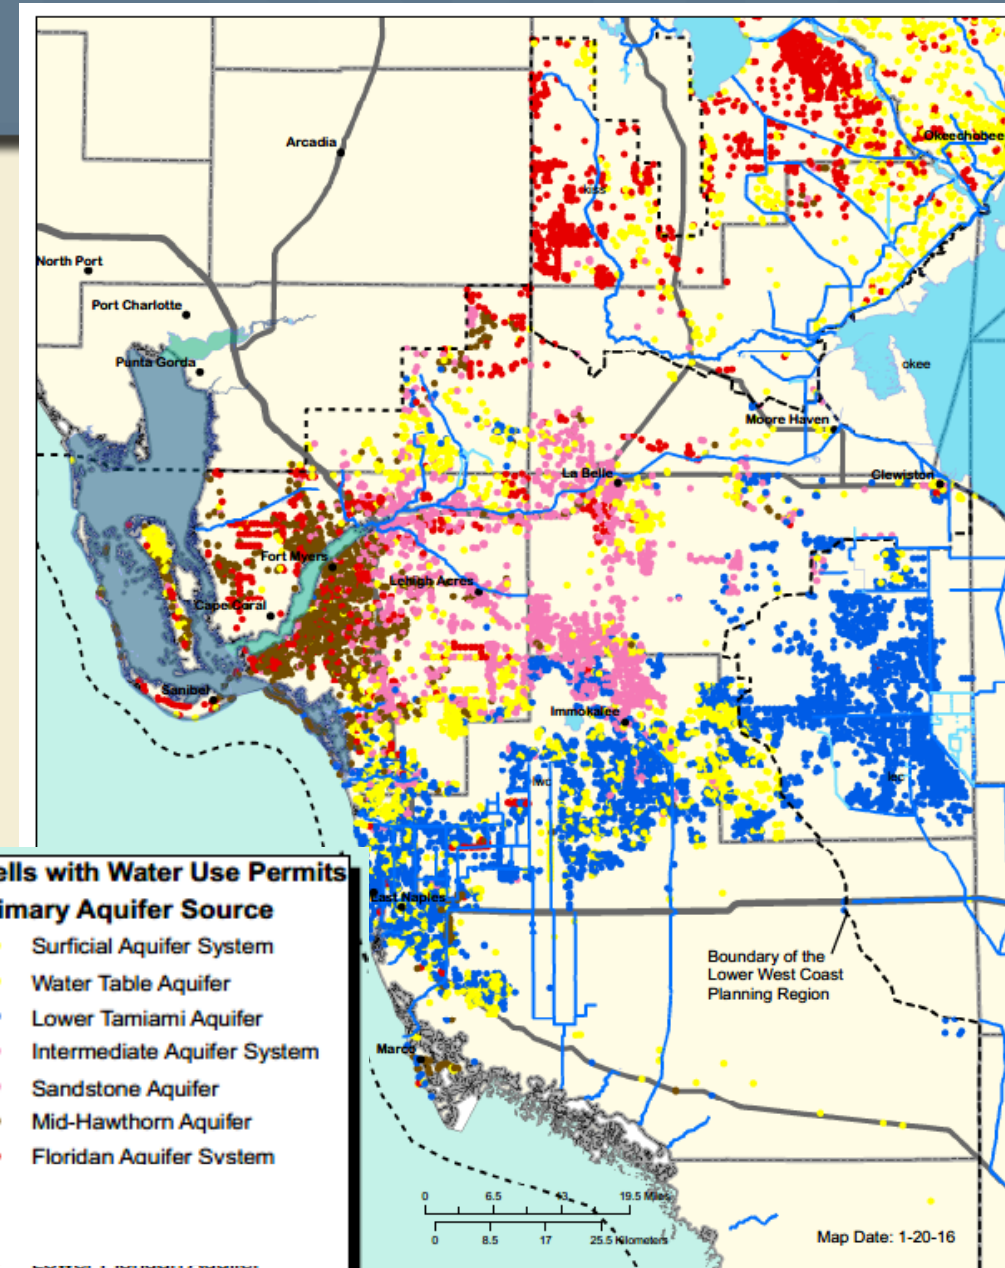 Arcadia
Okeechobee
kiss
North Port
Port Charlotte
Punta Gorda
okee
Moore Haven
La Belle
Clewiston
Fort Myers
Lehigh Acres
Cape Coral
Sanibel
Immokalee
lwc
lec
ells with Water Use Permits
imary Aquifer Source
Surficial Aquifer System
Water Table Aquifer
Lower Tamiami Aquifer
Intermediate Aquifer System
Sandstone Aquifer
Mid-Hawthorn Aquifer
Floridan Aquifer System
East Naples
Boundary of the
Lower West Coast
Planning Region
Marco
0 6.5 13 19.5 Miles
0 8.5 17 25.5 Kilometers
Map Date: 1-20-16